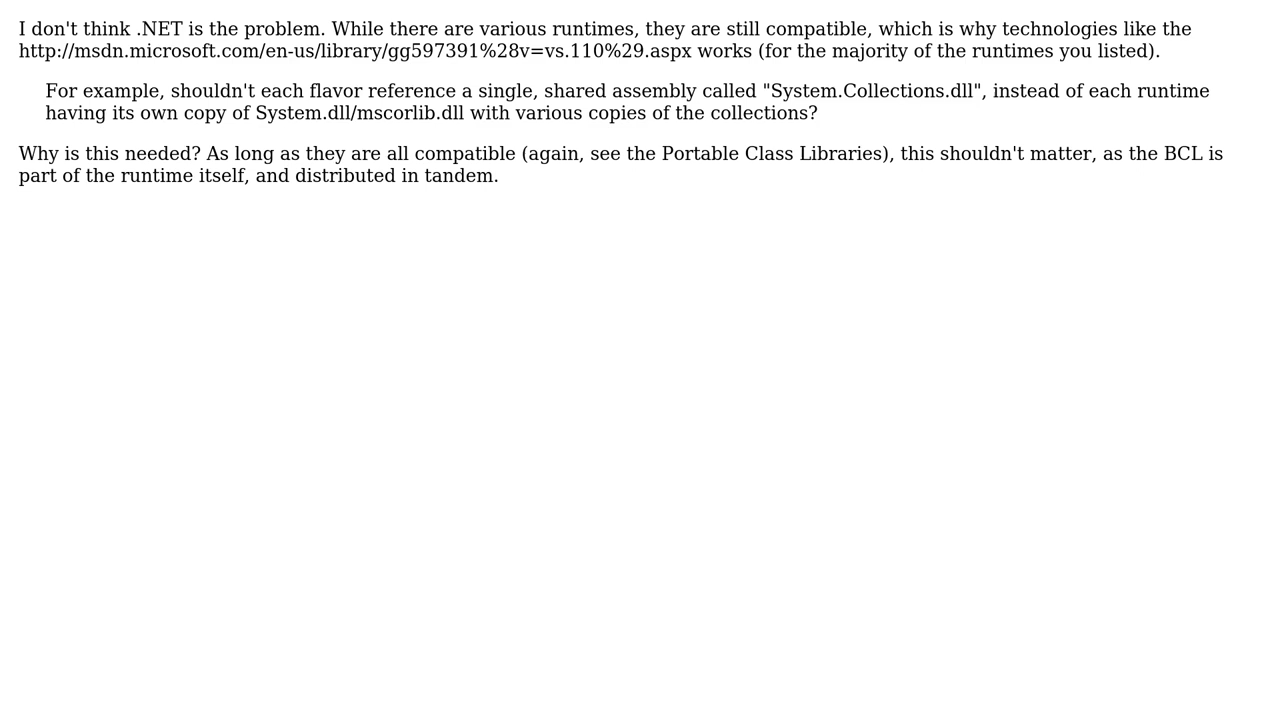 I don't think .NET is the problem. While there are various runtimes, they are still compatible, which is why technologies like the
http://msdn.microsoft.com/en-us/library/gg597391%28v=vs.110%29.aspx works (for the majority of the runtimes you listed).
For example, shouldn't each flavor reference a single, shared assembly called "System.Collections.dll", instead of each runtime
having its own copy of System.dll/mscorlib.dll with various copies of the collections?
Why is this needed? As long as they are all compatible (again, see the Portable Class Libraries), this shouldn't matter, as the BCL is
part of the runtime itself, and distributed in tandem.